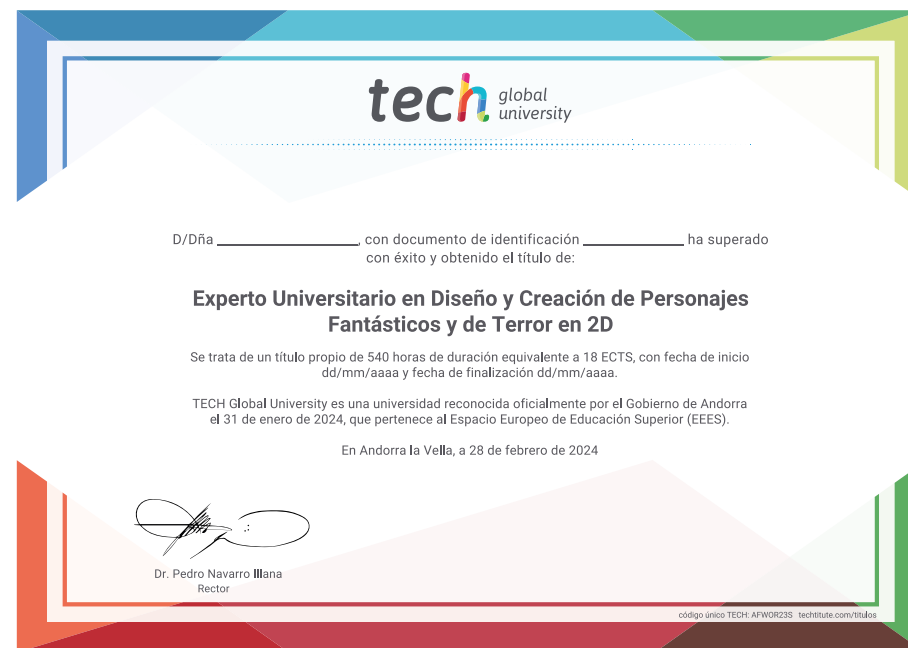 tech global university
D/Dña ____________________, con documento de identificación ______________ ha superado
con éxito y obtenido el título de:
Experto Universitario en Diseño y Creación de Personajes
Fantásticos y de Terror en 2D
Se trata de un título propio de 540 horas de duración equivalente a 18 ECTS, con fecha de inicio
dd/mm/aaaa y fecha de finalización dd/mm/aaaa.
TECH Global University es una universidad reconocida oficialmente por el Gobierno de Andorra
el 31 de enero de 2024, que pertenece al Espacio Europeo de Educación Superior (EEES).
En Andorra la Vella, a 28 de febrero de 2024
Dr. Pedro Navarro Illana
Rector
código único TECH: AFWOR23S techtitute.com/titulos